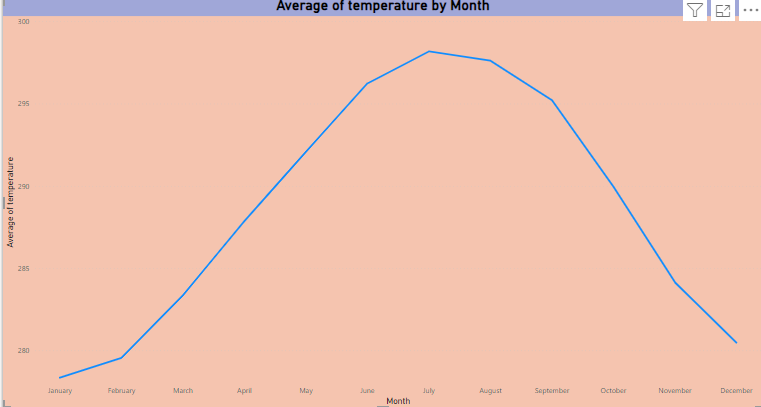 Average of temperature by Month
300
295
290
285
280
Average of temperature
January February March April May June July August September October November December
Month